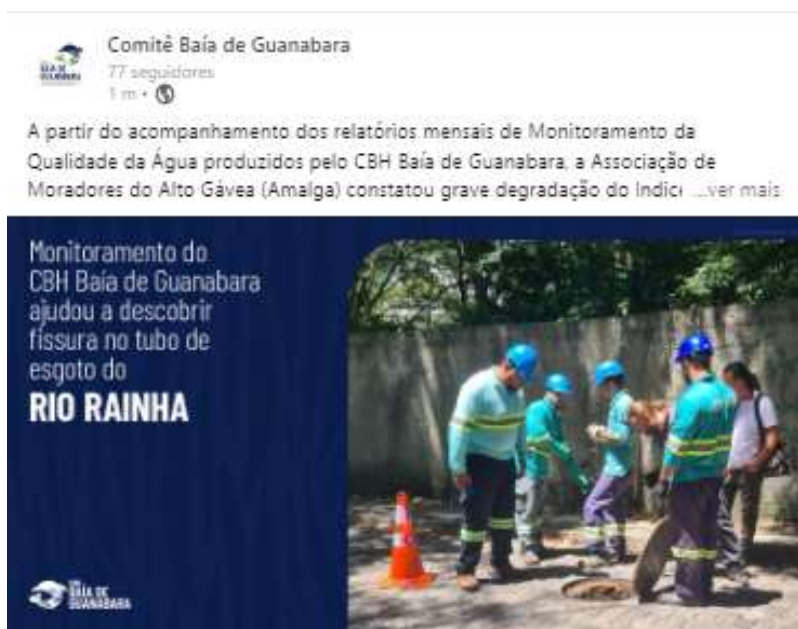 Comitê Baía de Guanabara
77 seguidores
1 m •
A partir do acompanhamento dos relatórios mensais de Monitoramento da
Qualidade da Água produzidos pelo CBH Baía de Guanabara, a Associação de
Moradores do Alto Gávea (Amalga) constatou grave degradação do Indice ...ver mais
Monitoramento do
CBH Baía de Guanabara
ajudou a descobrir
fissura no tubo de
esgoto do
RIO RAINHA
BAÍA DE
GUANABARA